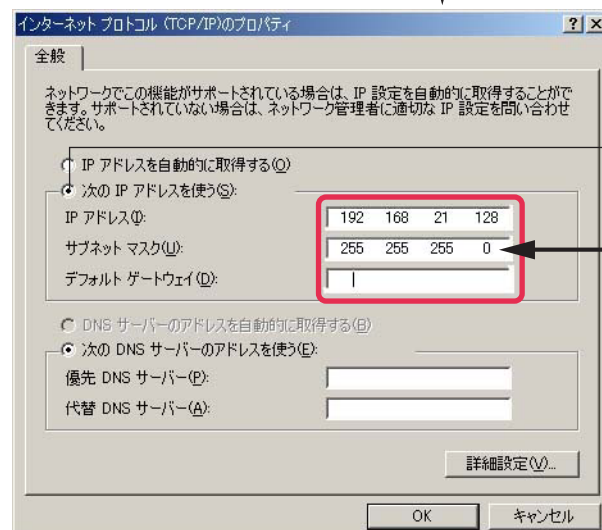 インターネット プロトコル (TCP/IP)のプロパティ
全般
ネットワークでこの機能がサポートされている場合は、IP 設定を自動的に取得することがで
きます。サポートされていない場合は、ネットワーク管理者に適切な IP 設定を問い合わせ
てください。
IP アドレスを自動的に取得する(O)
次の IP アドレスを使う(S):
IP アドレス(I): 192 168 21 128
サブネット マスク(U): 255 255 255 0
デフォルト ゲートウェイ(D):
DNS サーバーのアドレスを自動的に取得する(B)
次の DNS サーバーのアドレスを使う(E):
優先 DNS サーバー(P):
代替 DNS サーバー(A):
詳細設定(V)...
OK キャンセル